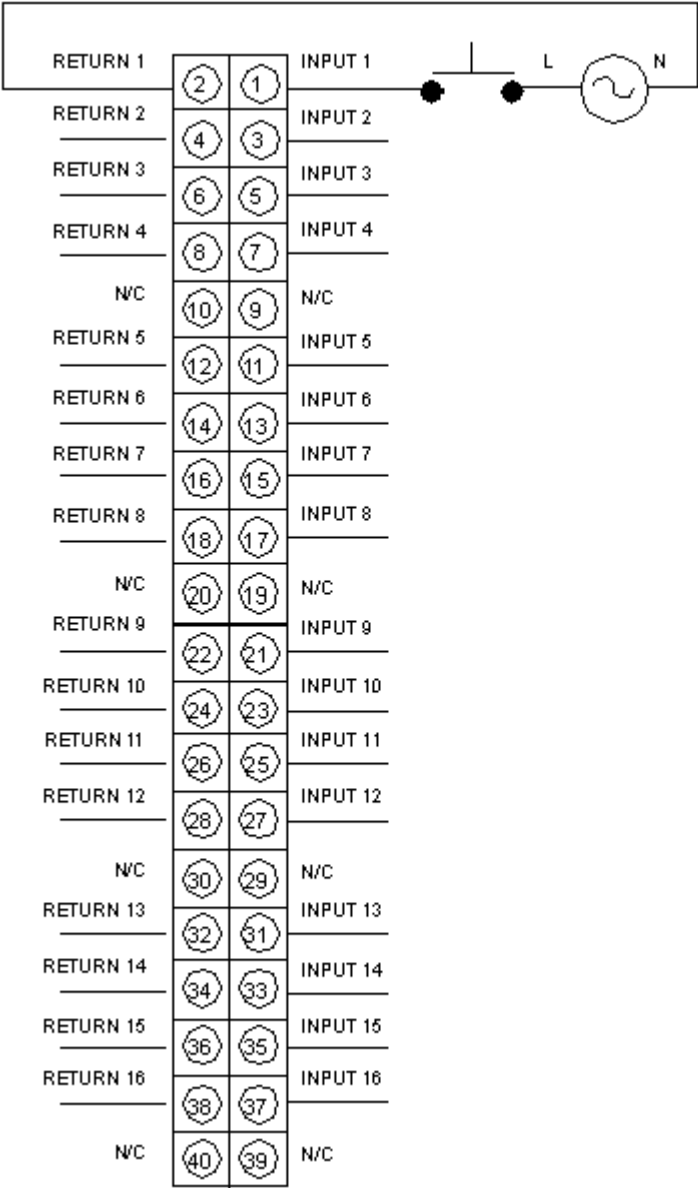 RETURN 1 2 1 INPUT 1 L N
RETURN 2 4 3 INPUT 2
RETURN 3 6 5 INPUT 3
RETURN 4 8 7 INPUT 4
N/C 10 9 N/C
RETURN 5 12 11 INPUT 5
RETURN 6 14 13 INPUT 6
RETURN 7 16 15 INPUT 7
RETURN 8 18 17 INPUT 8
N/C 20 19 N/C
RETURN 9 22 21 INPUT 9
RETURN 10 24 23 INPUT 10
RETURN 11 26 25 INPUT 11
RETURN 12 28 27 INPUT 12
N/C 30 29 N/C
RETURN 13 32 31 INPUT 13
RETURN 14 34 33 INPUT 14
RETURN 15 36 35 INPUT 15
RETURN 16 38 37 INPUT 16
N/C 40 39 N/C